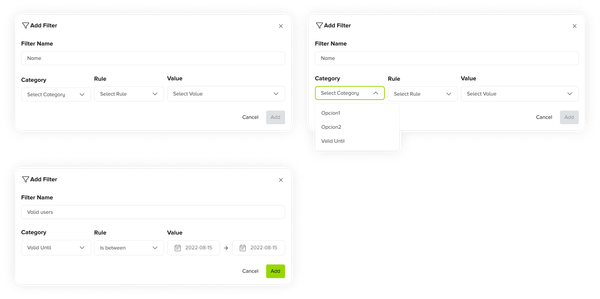 Add Filter
Filter Name
Nome
Category Rule Value
Select Category Select Rule Select Value
Cancel Add
Add Filter
Filter Name
Nome
Category Rule Value
Select Category Select Rule Select Value
Opcion1
Opcion2
Valid Until
Cancel Add
Add Filter
Filter Name
Valid users
Category Rule Value
Valid Until Is between 2022-08-15 → 2022-08-15
Cancel Add